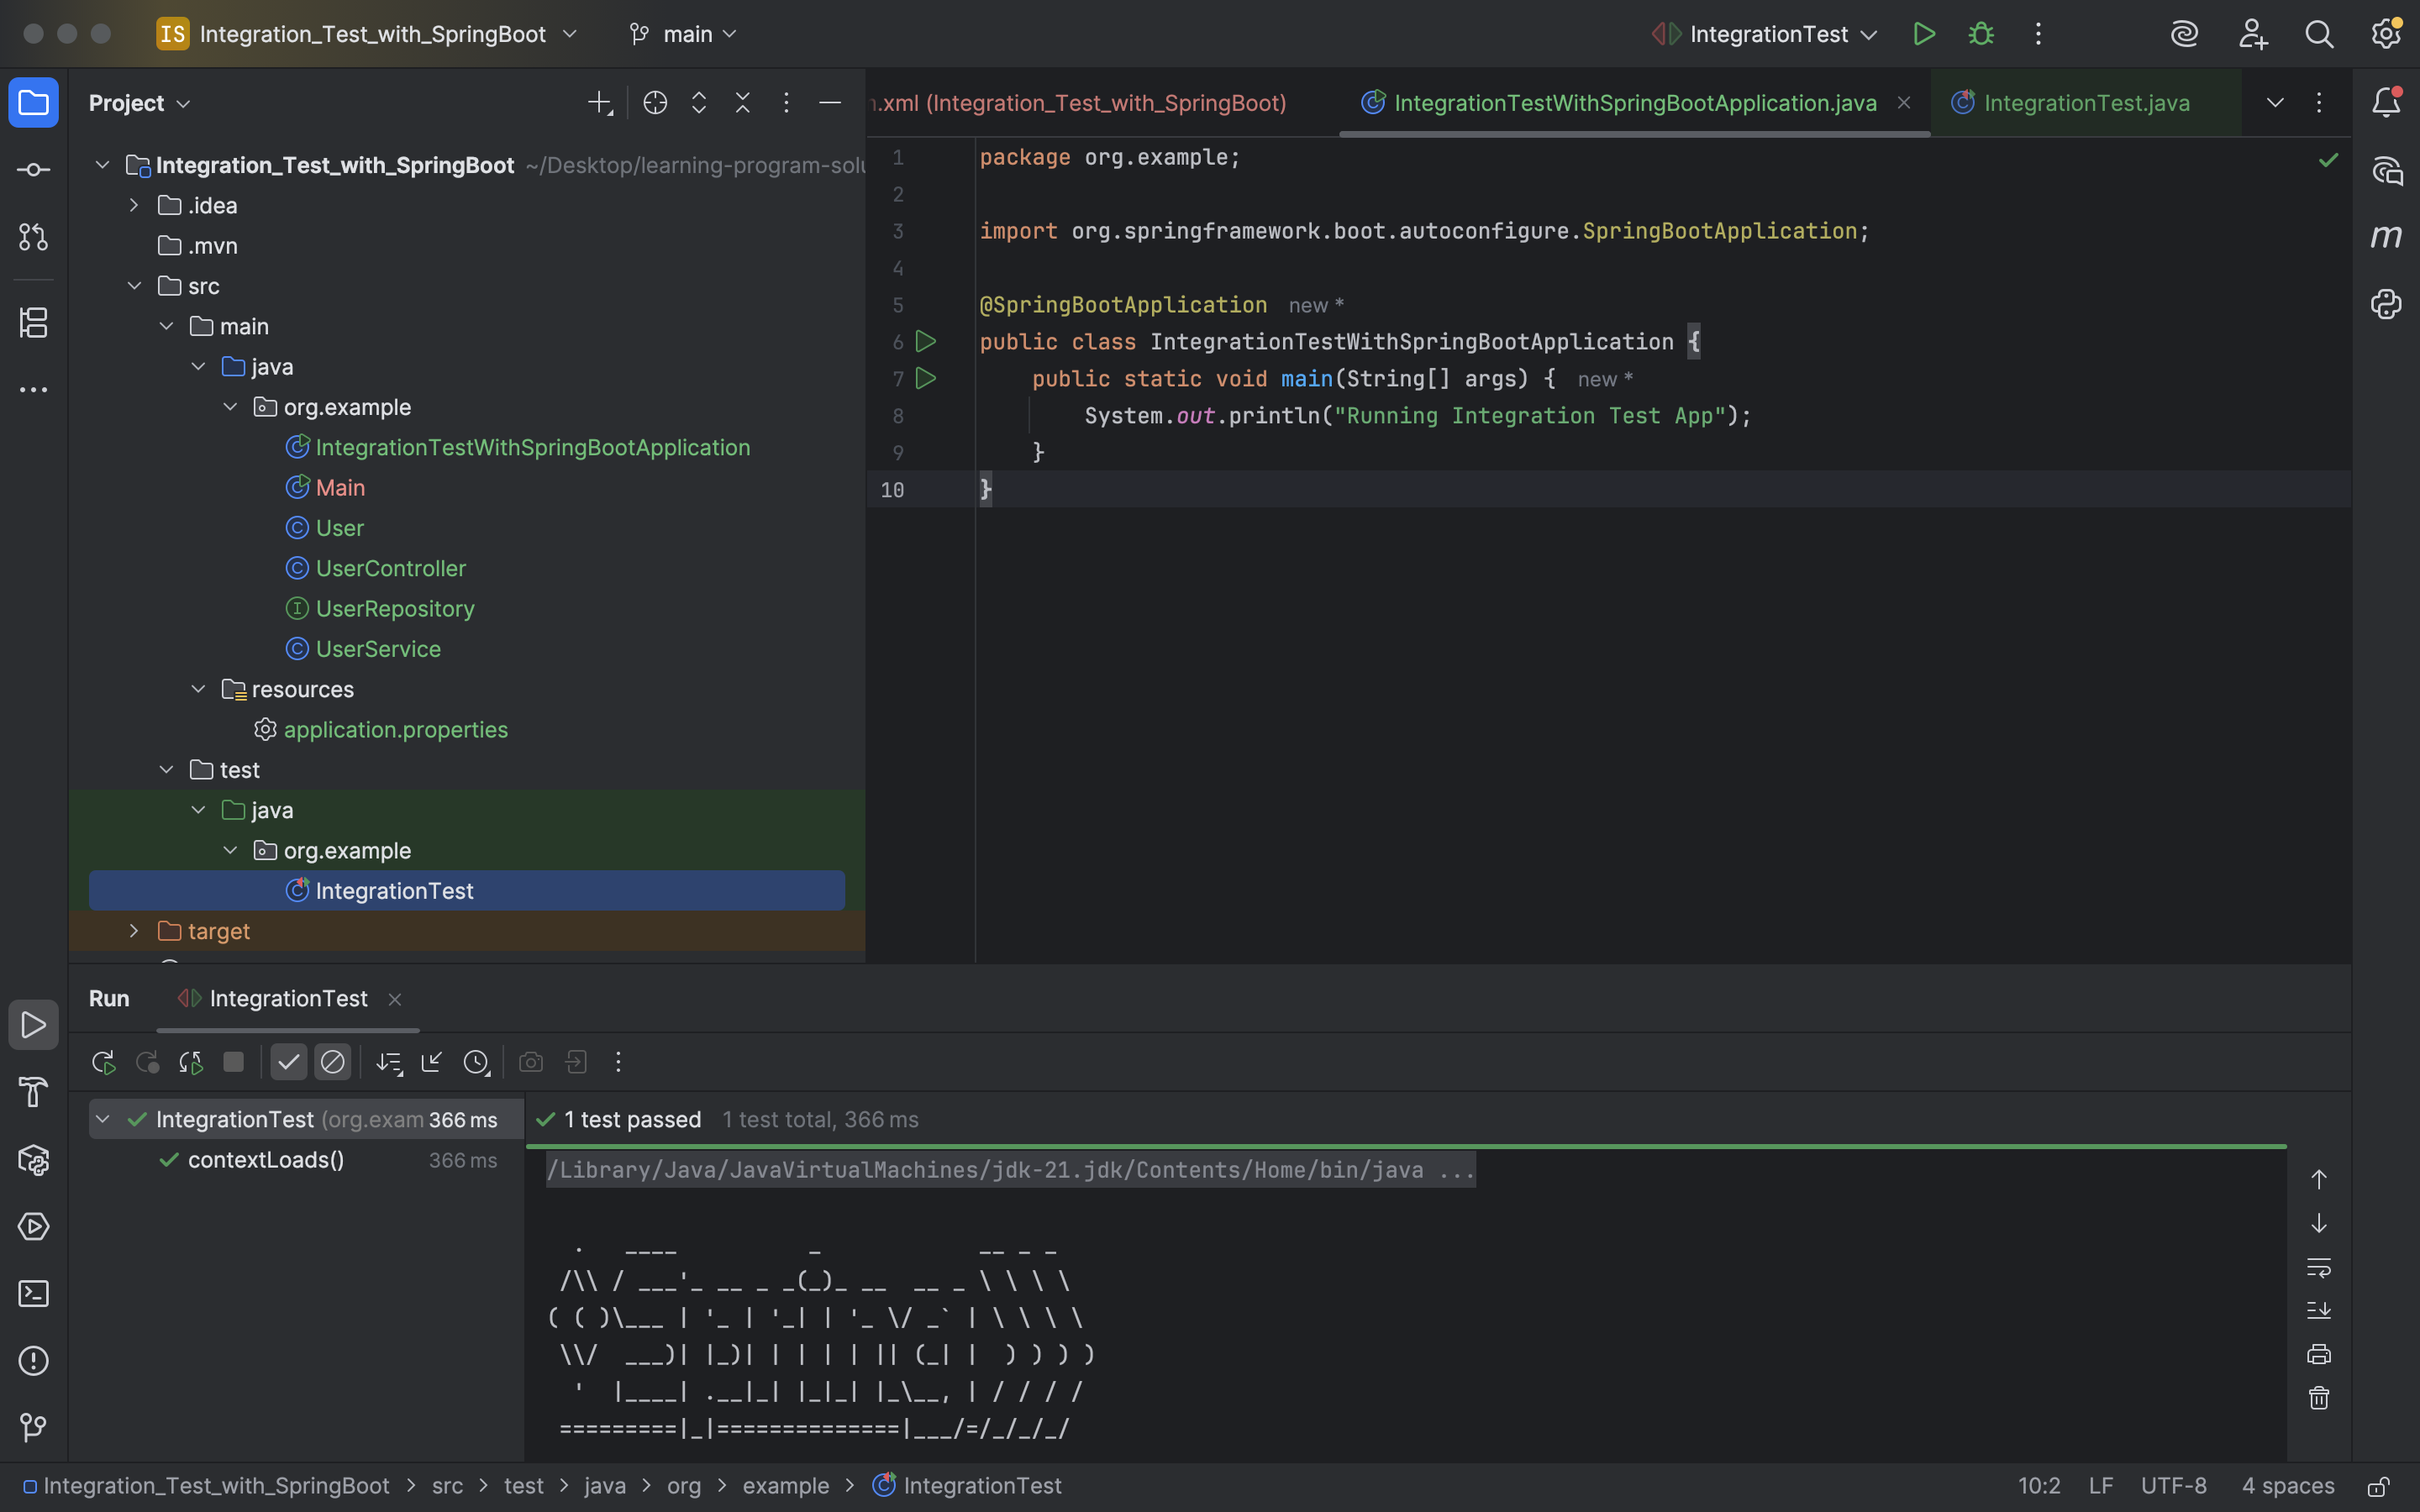 IS Integration_Test_with_SpringBoot main IntegrationTest
Project
.xml (Integration_Test_with_SpringBoot) IntegrationTestWithSpringBootApplication.java IntegrationTest.java
Integration_Test_with_SpringBoot ~/Desktop/learning-program-solu
.idea
.mvn
src
main
java
org.example
IntegrationTestWithSpringBootApplication
Main
User
UserController
UserRepository
UserService
resources
application.properties
test
java
org.example
IntegrationTest
target
1 package org.example;
2
3 import org.springframework.boot.autoconfigure.SpringBootApplication;
4
5 @SpringBootApplication new *
6 public class IntegrationTestWithSpringBootApplication {
7 public static void main(String[] args) { new *
8 System.out.println("Running Integration Test App");
9 }
10 }
Run IntegrationTest
IntegrationTest (org.exam 366 ms
contextLoads() 366 ms
1 test passed 1 test total, 366 ms
/Library/Java/JavaVirtualMachines/jdk-21.jdk/Contents/Home/bin/java ...
  .   ____          _            __ _ _
 /\\ / ___'_ __ _ _(_)_ __  __ _ \ \ \ \
( ( )\___ | '_ | '_| | '_ \/ _` | \ \ \ \
 \\/  ___)| |_)| | | | | || (_| |  ) ) ) )
  '  |____| .__|_| |_|_| |_\__, | / / / /
 =========|_|==============|___/=/_/_/_/
Integration_Test_with_SpringBoot > src > test > java > org > example > IntegrationTest 10:2 LF UTF-8 4 spaces